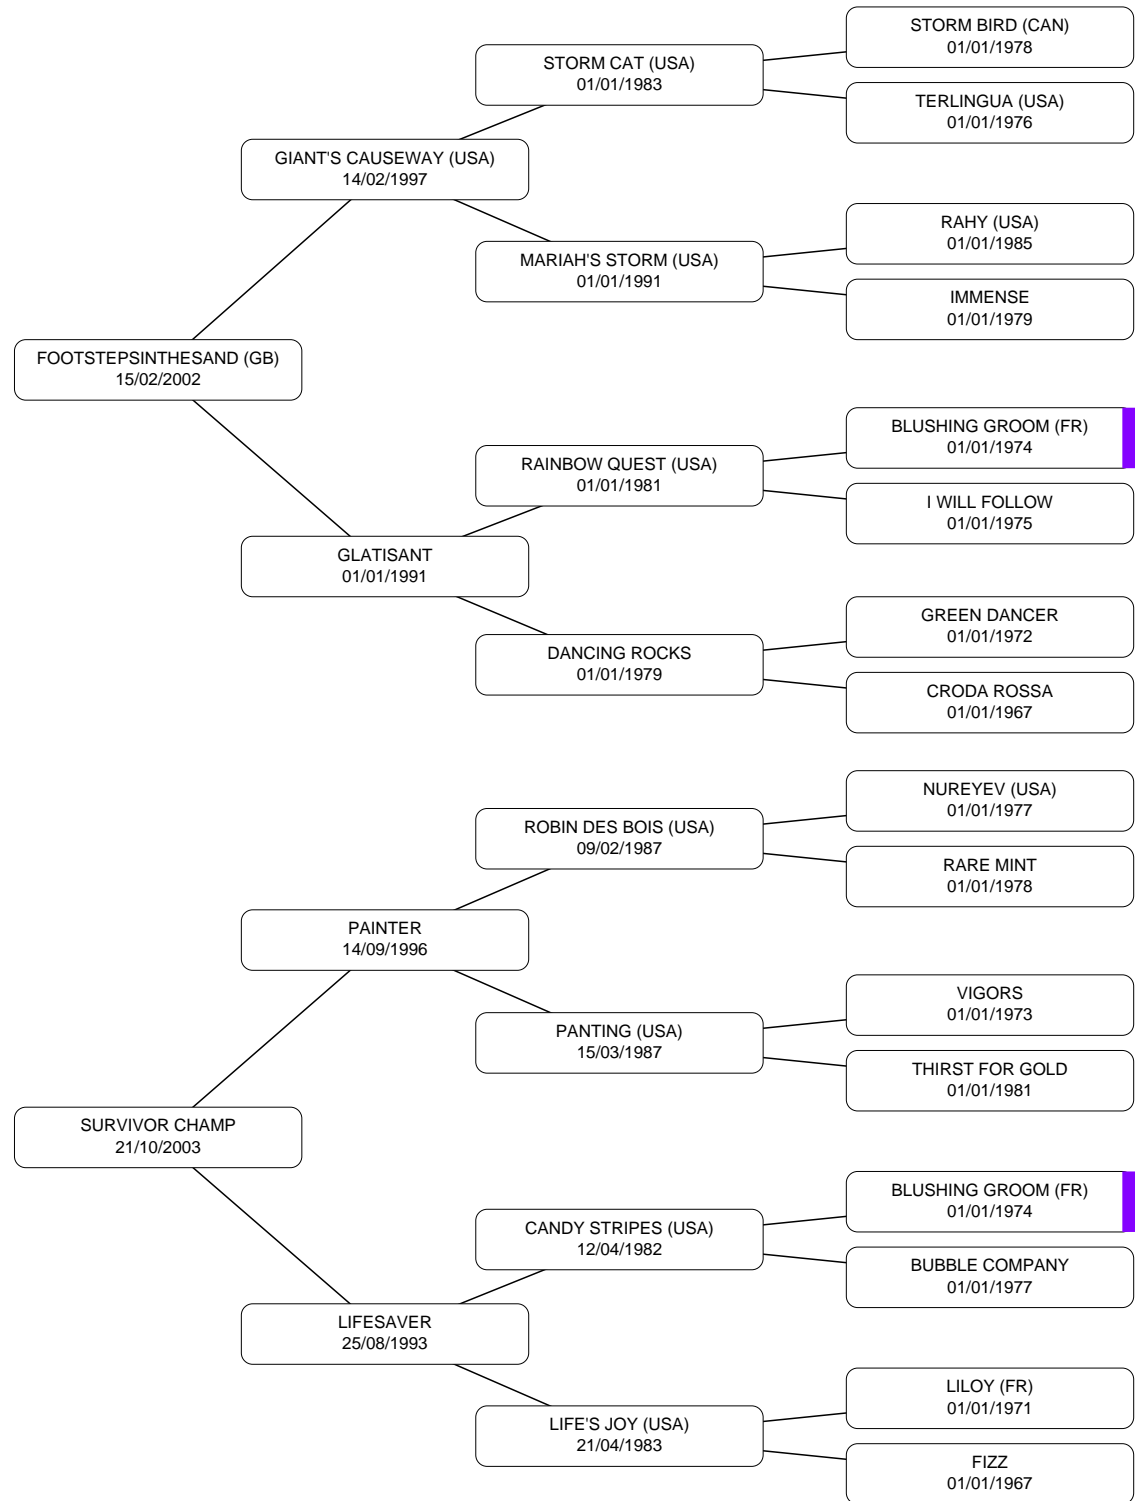 STORM BIRD (CAN)
01/01/1978
STORM CAT (USA)
01/01/1983
TERLINGUA (USA)
01/01/1976
GIANT'S CAUSEWAY (USA)
14/02/1997
RAHY (USA)
01/01/1985
MARIAH'S STORM (USA)
01/01/1991
IMMENSE
01/01/1979
FOOTSTEPSINTHESAND (GB)
15/02/2002
BLUSHING GROOM (FR)
01/01/1974
RAINBOW QUEST (USA)
01/01/1981
I WILL FOLLOW
01/01/1975
GLATISANT
01/01/1991
GREEN DANCER
01/01/1972
DANCING ROCKS
01/01/1979
CRODA ROSSA
01/01/1967
NUREYEV (USA)
01/01/1977
ROBIN DES BOIS (USA)
09/02/1987
RARE MINT
01/01/1978
PAINTER
14/09/1996
VIGORS
01/01/1973
PANTING (USA)
15/03/1987
THIRST FOR GOLD
01/01/1981
SURVIVOR CHAMP
21/10/2003
BLUSHING GROOM (FR)
01/01/1974
CANDY STRIPES (USA)
12/04/1982
BUBBLE COMPANY
01/01/1977
LIFESAVER
25/08/1993
LILOY (FR)
01/01/1971
LIFE'S JOY (USA)
21/04/1983
FIZZ
01/01/1967